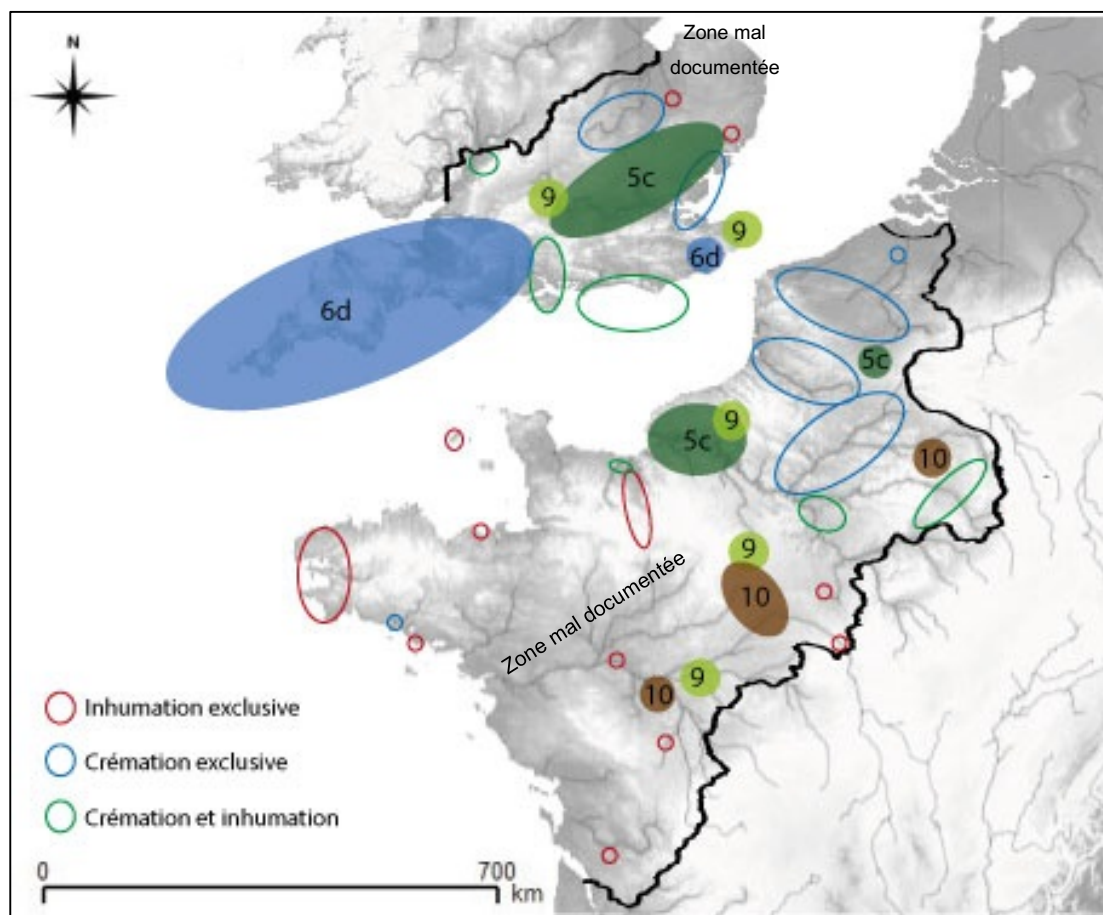 N
Zone mal
documentée
5c
9
9
6d
6d
5c
9
5c
10
9
10
Zone mal documentée
9
10
Inhumation exclusive
Crémation exclusive
Crémation et inhumation
0
700
km